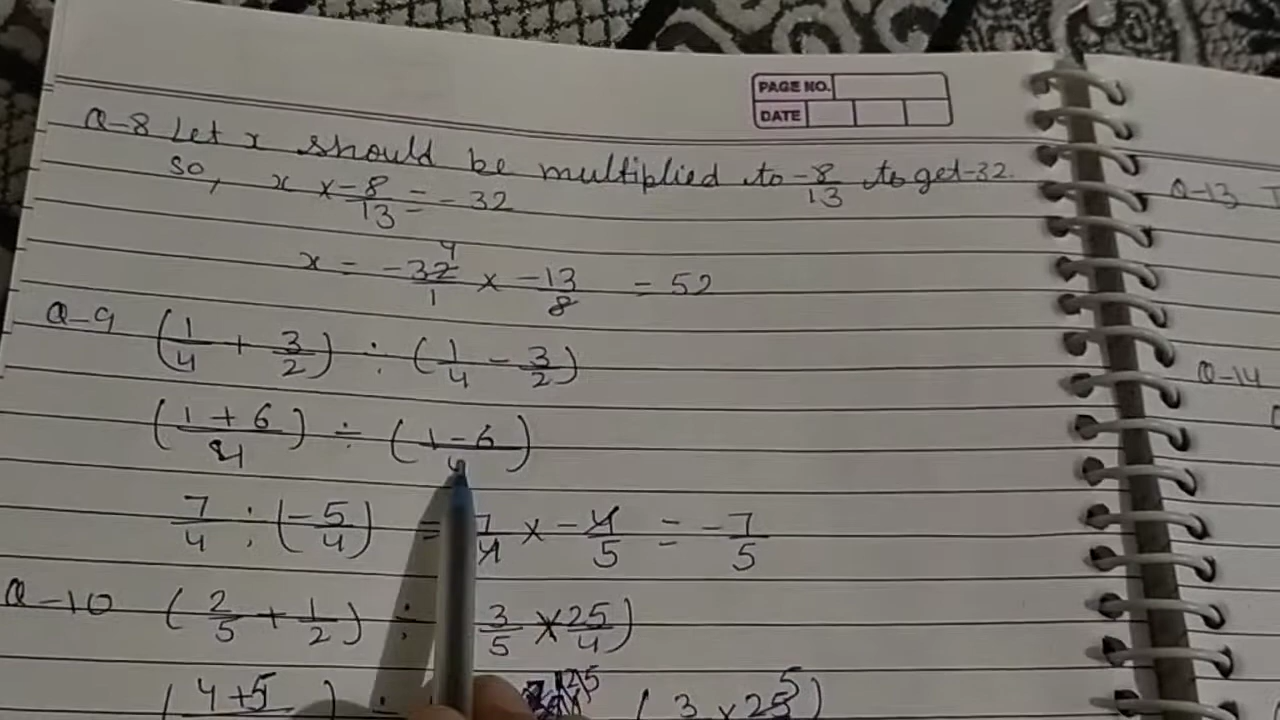 PAGE NO.
DATE
Q-8 Let x should be multiplied to -8/13 to get -32.
so, x × -8/13 = -32
x = -32/1 × -13/8 = 52
4
Q-9 (1/4 + 3/2) ÷ (1/4 - 3/2)
(1+6/4) ÷ (1-6/4)
7/4 ÷ (-5/4) = 7/4 × -4/5 = -7/5
Q-10 (2/5 + 1/2) ÷ 3/5 × 25/4)
(4+5 ) ÷ (3 × 25)
5
Q-13
Q-14